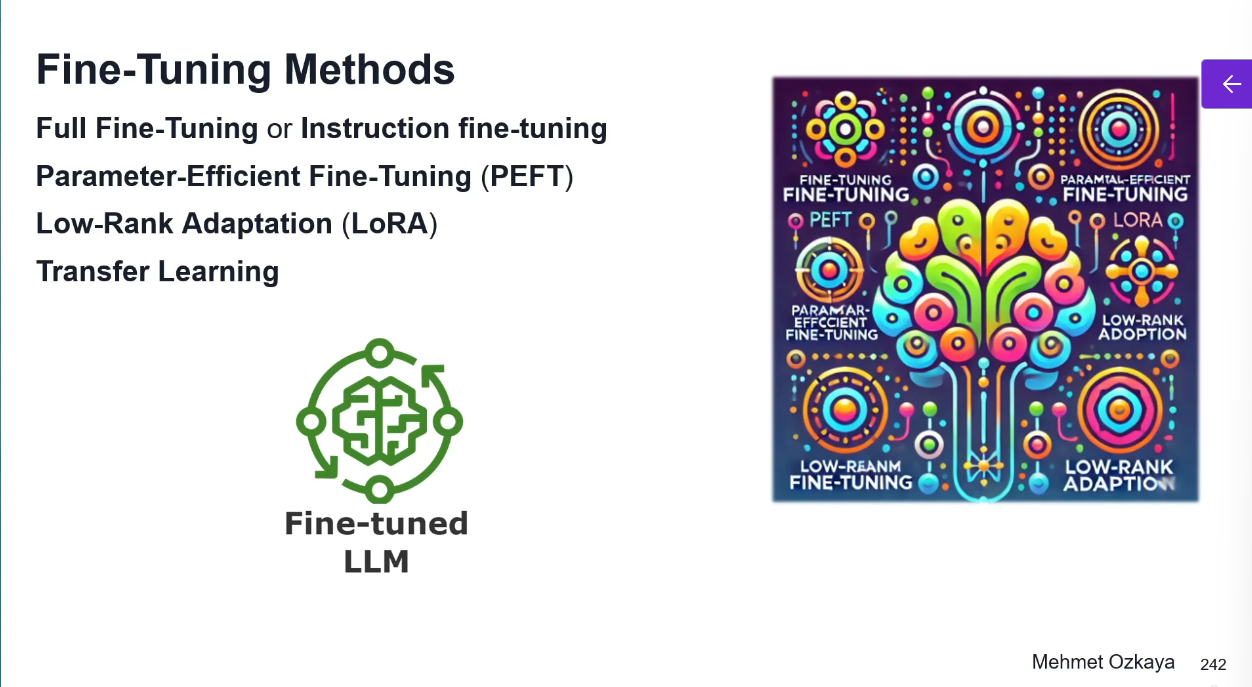 Fine-Tuning Methods
Full Fine-Tuning or Instruction fine-tuning
Parameter-Efficient Fine-Tuning (PEFT)
Low-Rank Adaptation (LoRA)
Transfer Learning
Fine-tuned
LLM
FINE-TUNING
FINE-TUNING
PARAMTAL-EFFICIENT
FINE-TUNING
PEFT
LORA
PARAMAR-
EFFCCIENT
FINE-TUNING
LOW-RANK
ADOPTION
LOW-REANM
FINE-TUNING
LOW-RANK
ADAPTION
Mehmet Ozkaya
242